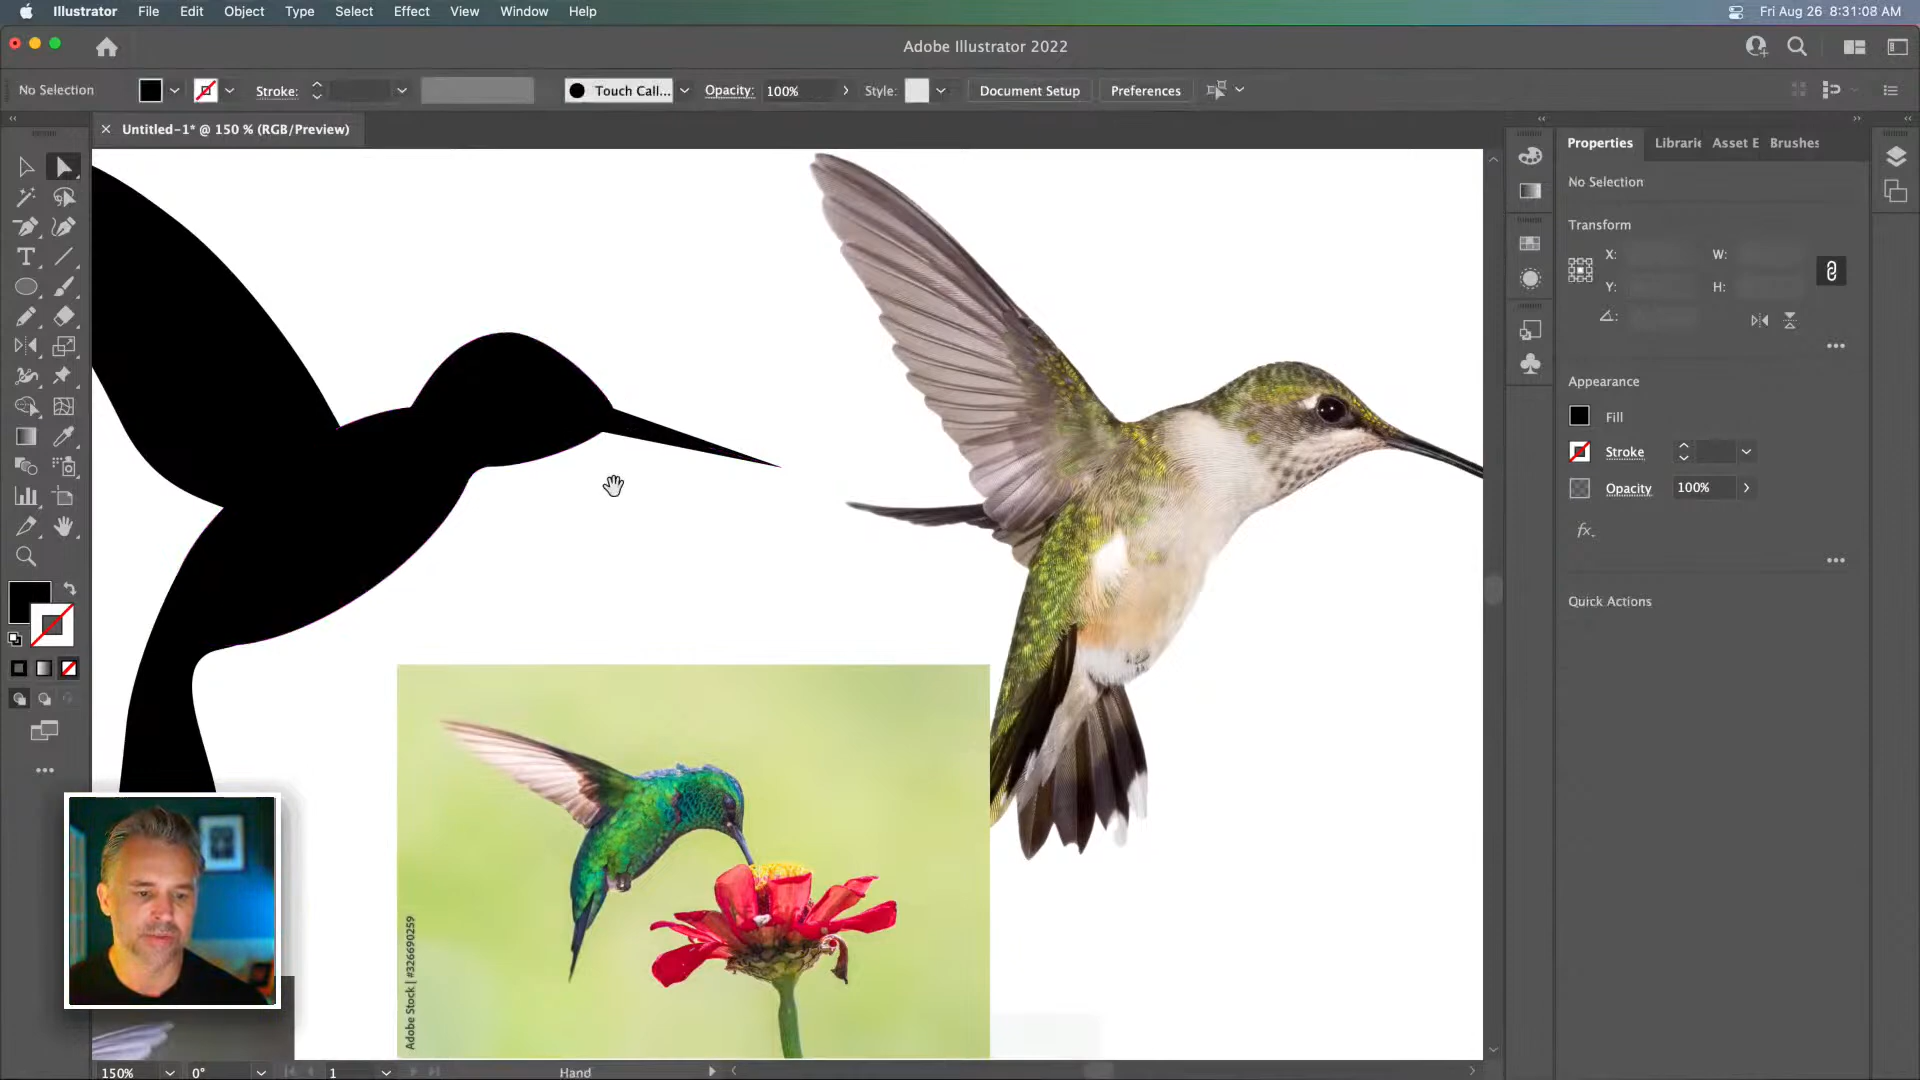 Illustrator File Edit Object Type Select Effect View Window Help Fri Aug 26 8:31:08 AM
Adobe Illustrator 2022
No Selection Stroke: Touch Call... Opacity: 100% Style: Document Setup Preferences
× Untitled-1* @ 150 % (RGB/Preview)
Properties Librarie Asset E Brushes
No Selection
Transform
X: W:
Y: H:
Appearance
Fill
Stroke
Opacity 100%
fx.
Quick Actions
Adobe Stock | #326690259
150% 0° 1 Hand